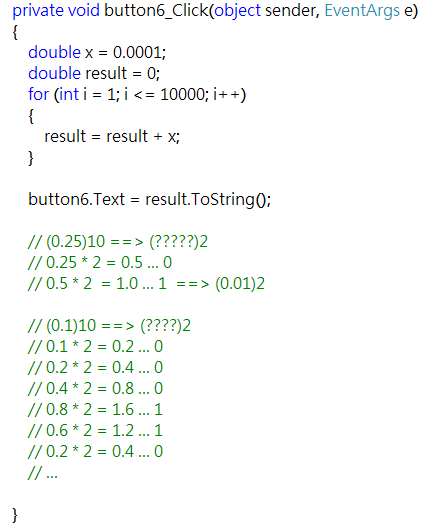 private void button6_Click(object sender, EventArgs e)
{
double x = 0.0001;
double result = 0;
for (int i = 1; i <= 10000; i++)
{
result = result + x;
}
button6.Text = result.ToString();
// (0.25)10 ==> (?????)2
// 0.25 * 2 = 0.5 ... 0
// 0.5 * 2  = 1.0 ... 1  ==> (0.01)2
// (0.1)10 ==> (????)2
// 0.1 * 2 = 0.2 ... 0
// 0.2 * 2 = 0.4 ... 0
// 0.4 * 2 = 0.8 ... 0
// 0.8 * 2 = 1.6 ... 1
// 0.6 * 2 = 1.2 ... 1
// 0.2 * 2 = 0.4 ... 0
// ...
}